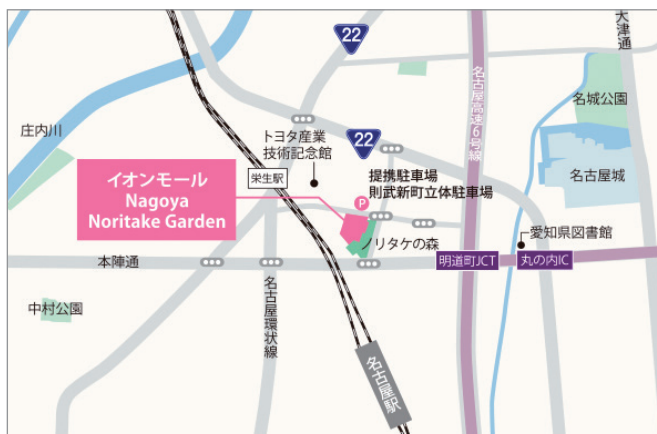 大津通
22
名古屋高速6号線
名城公園
庄内川
トヨタ産業
技術記念館
22
イオンモール
Nagoya
Noritake Garden
栄生駅
提携駐車場
則武新町立体駐車場
P
名古屋城
ノリタケの森
愛知県図書館
本陣通
明道町JCT
丸の内IC
中村公園
名古屋環状線
名古屋駅